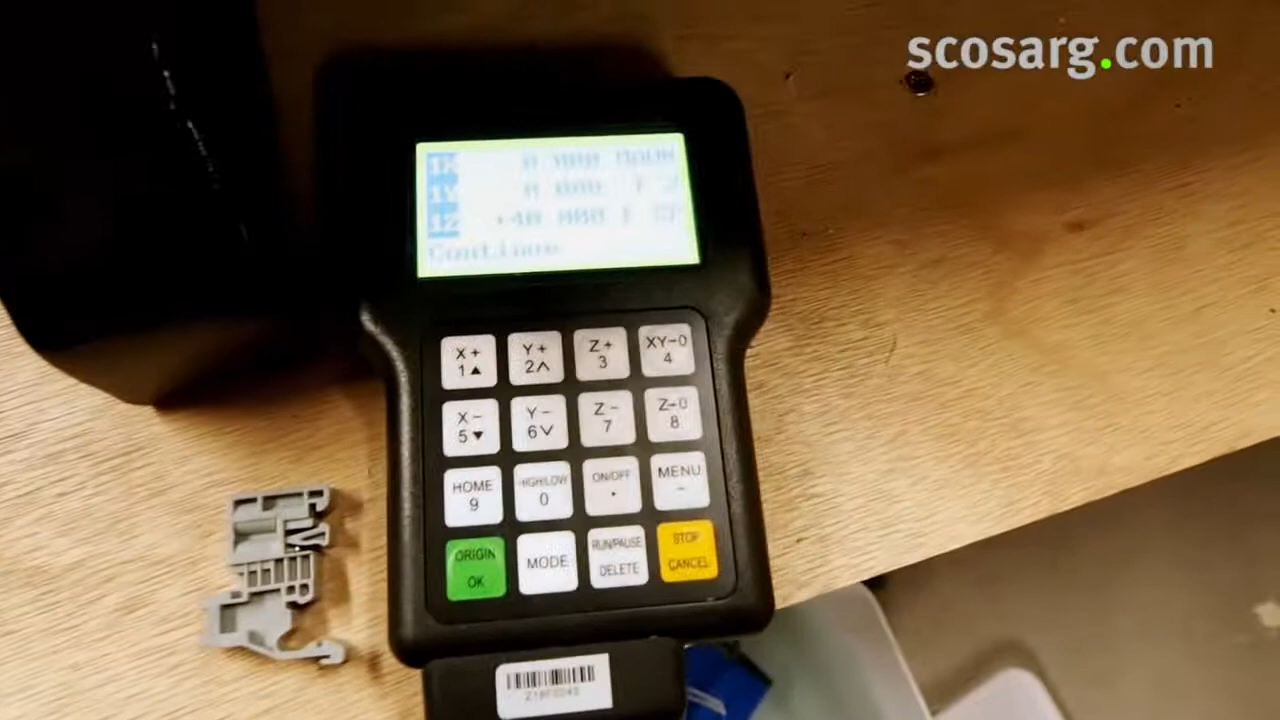 scosarg.com
Continue
X+ Y+ Z+ XY→0
1▲ 2∧ 3 4
X− Y− Z− Z→0
5▼ 6∨ 7 8
HOME HIGH/LOW ON/OFF MENU
9 0 . −
ORIGIN MODE RUN/PAUSE STOP
OK DELETE CANCEL